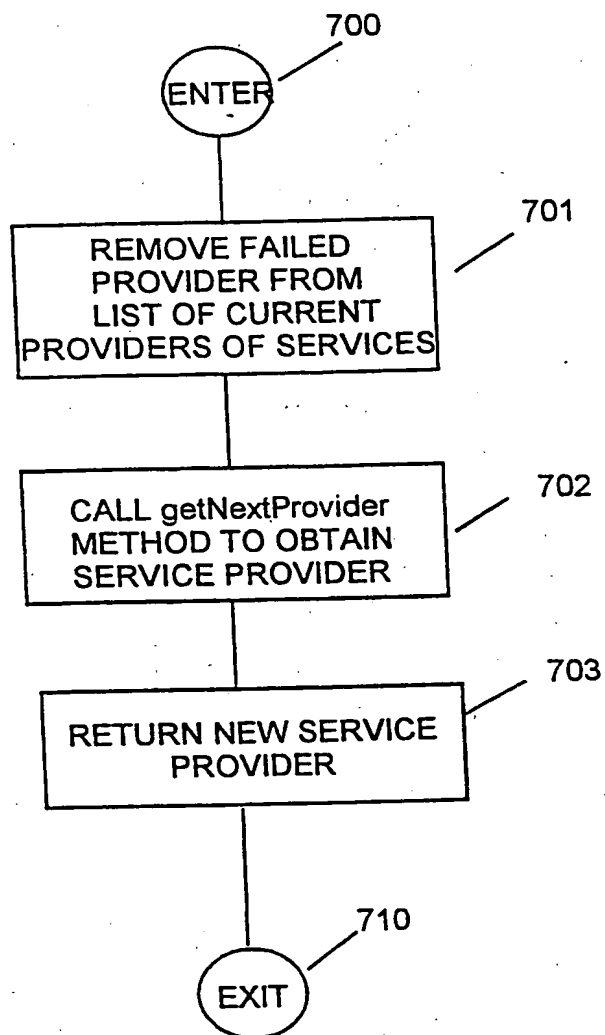 700
ENTER
701
REMOVE FAILED
PROVIDER FROM
LIST OF CURRENT
PROVIDERS OF SERVICES
702
CALL getNextProvider
METHOD TO OBTAIN
SERVICE PROVIDER
703
RETURN NEW SERVICE
PROVIDER
710
EXIT